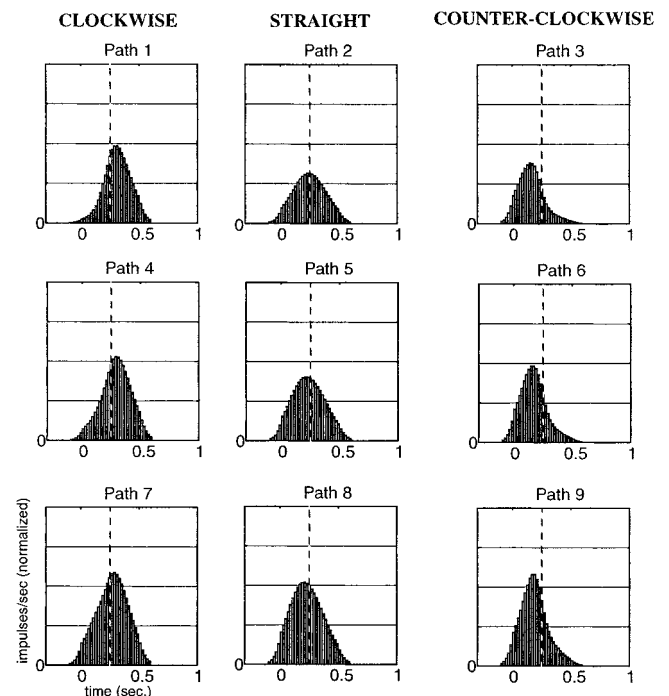 CLOCKWISE STRAIGHT COUNTER-CLOCKWISE
Path 1 Path 2 Path 3
0 0 0
0 0.5 1 0 0.5 1 0 0.5 1
Path 4 Path 5 Path 6
0 0 0
0 0.5 1 0 0.5 1 0 0.5 1
Path 7 Path 8 Path 9
impulses/sec (normalized)
0 0 0
0 0.5 1 0 0.5 1 0 0.5 1
time (sec.)